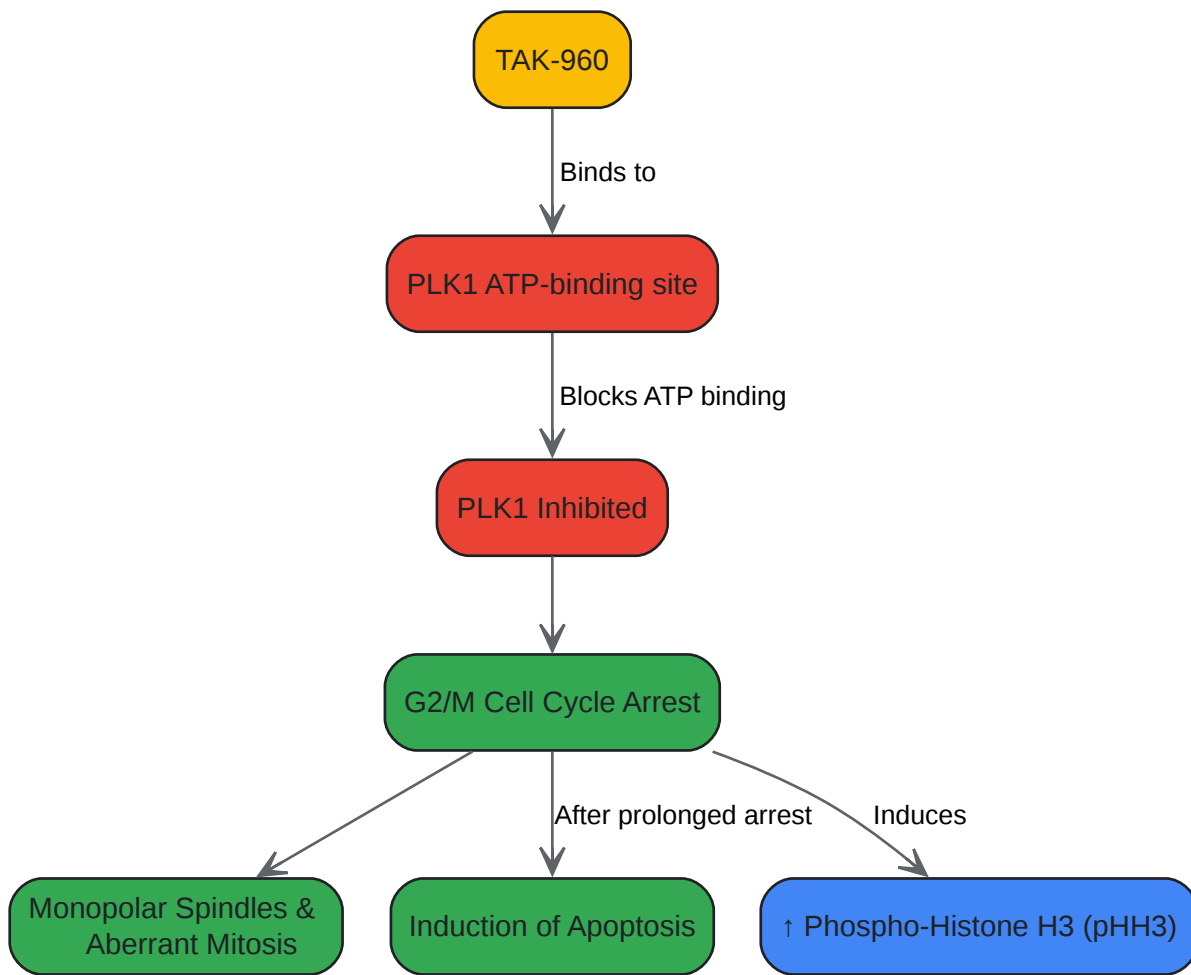 TAK-960
Binds to
PLK1 ATP-binding site
Blocks ATP binding
PLK1 Inhibited
G2/M Cell Cycle Arrest
After prolonged arrest
Induces
Monopolar Spindles &
Aberrant Mitosis
Induction of Apoptosis
↑ Phospho-Histone H3 (pHH3)